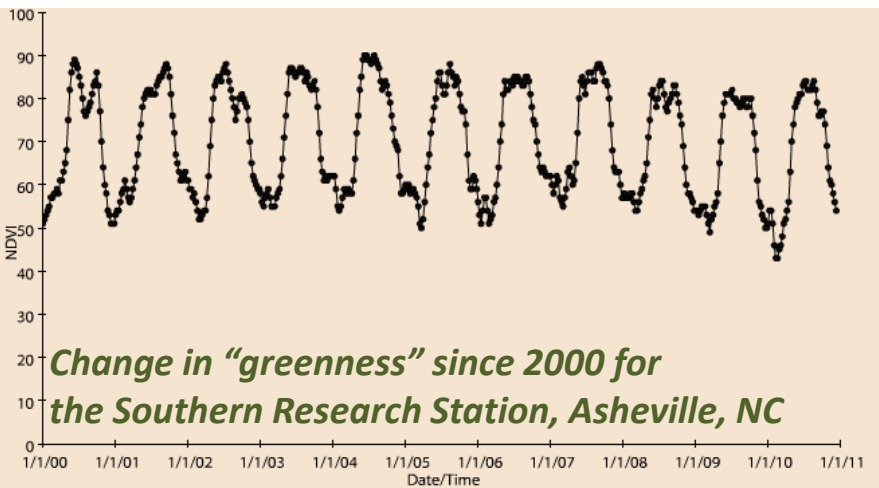 100
90
80
70
60
50
40
30
20
10
0
NDVI
Change in “greenness” since 2000 for
the Southern Research Station, Asheville, NC
1/1/00 1/1/01 1/1/02 1/1/03 1/1/04 1/1/05 1/1/06 1/1/07 1/1/08 1/1/09 1/1/10 1/1/11
Date/Time